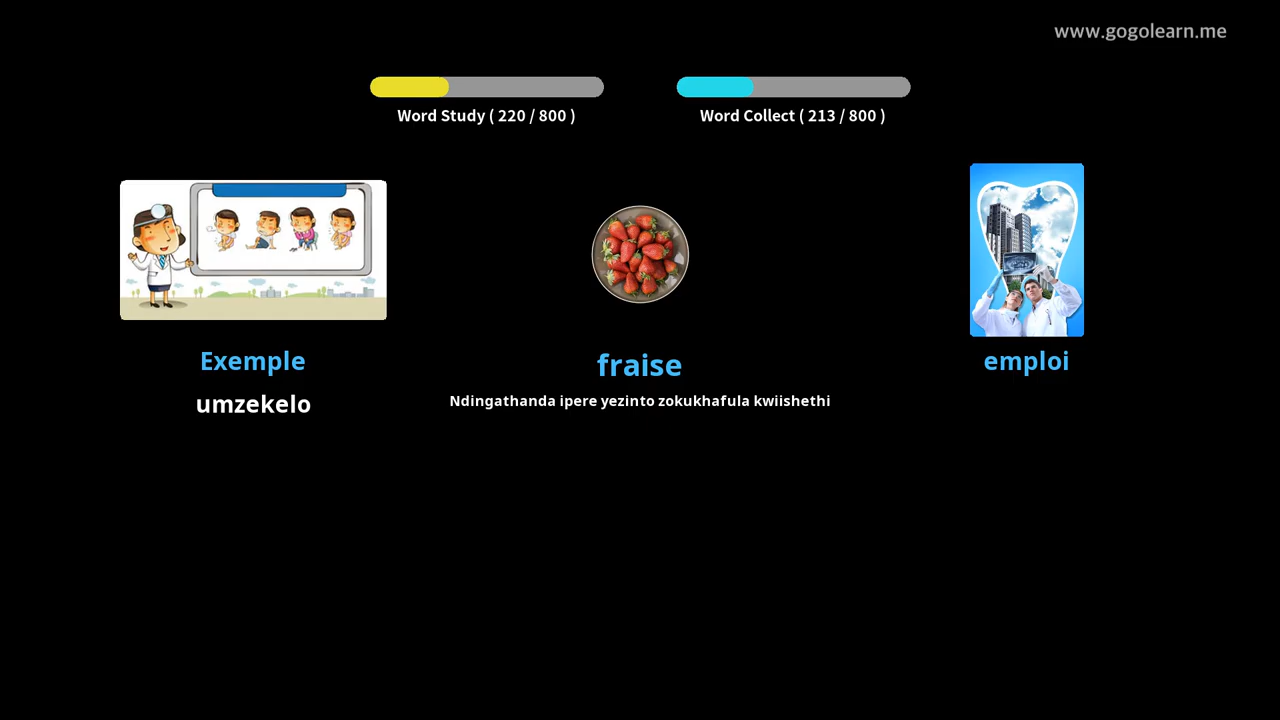 www.gogolearn.me
Word Study ( 220 / 800 )
Word Collect ( 213 / 800 )
Exemple
umzekelo
fraise
Ndingathanda ipere yezinto zokukhafula kwiishethi
emploi